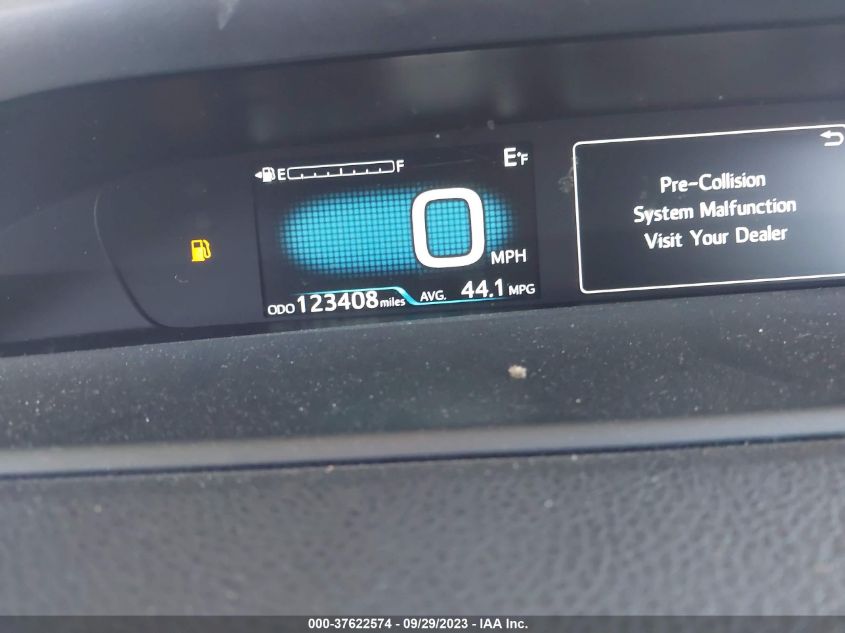 E F
E°F
0
MPH
ODO 123408 miles AVG. 44.1 MPG
Pre-Collision
System Malfunction
Visit Your Dealer
000-37622574 - 09/29/2023 - IAA Inc.